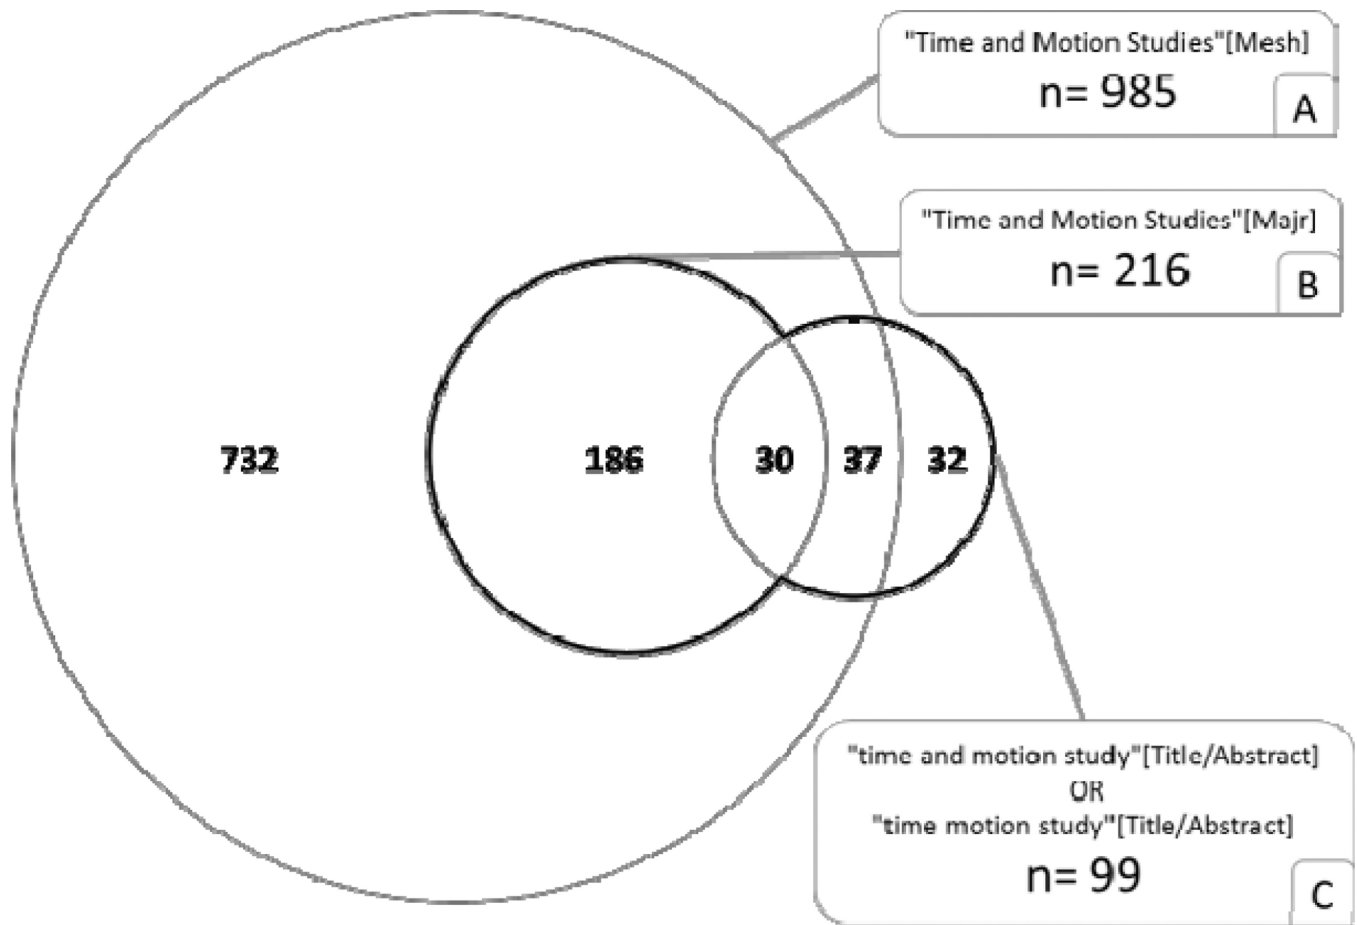 "Time and Motion Studies"[Mesh]
n= 985
A
"Time and Motion Studies"[Majr]
n= 216
B
732
186
30
37
32
"time and motion study"[Title/Abstract]
OR
"time motion study"[Title/Abstract]
n= 99
C